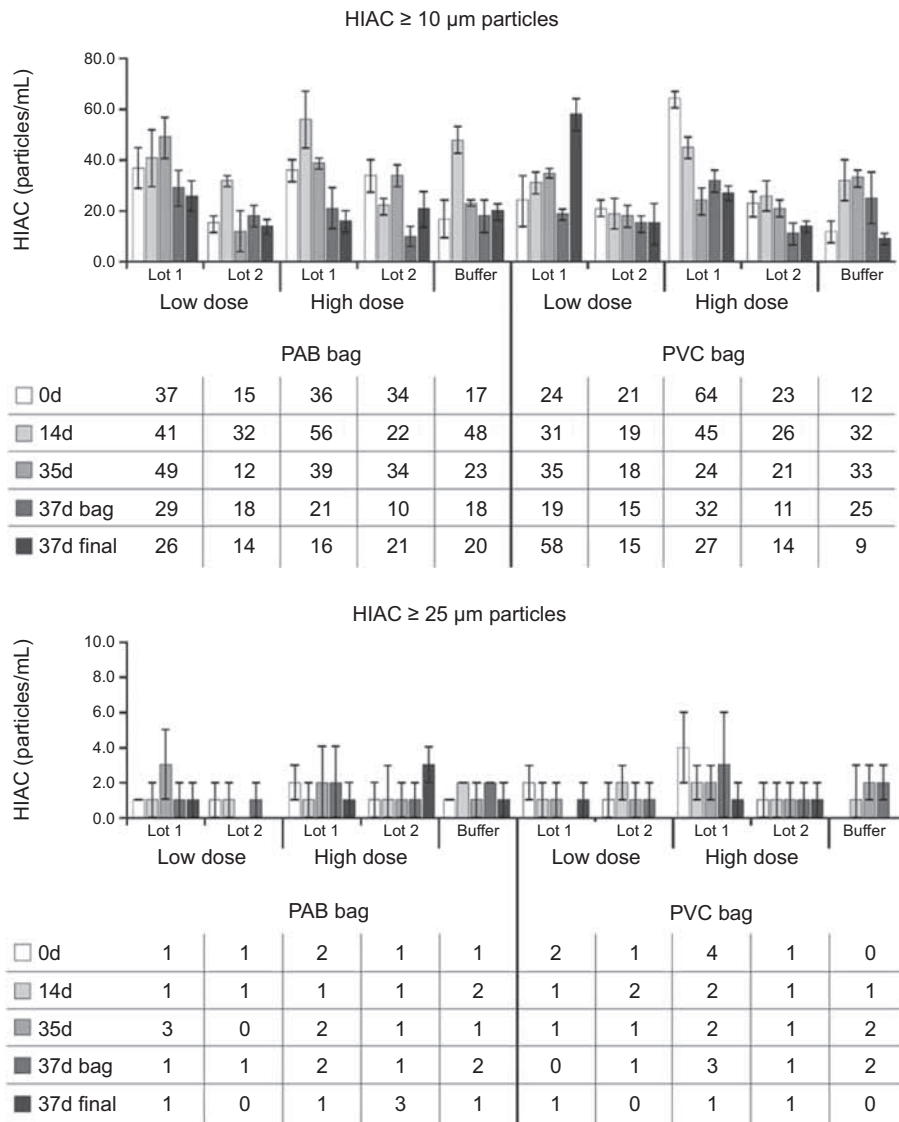 HIAC ≥ 10 µm particles
HIAC (particles/mL)
80.0
60.0
40.0
20.0
0.0
Lot 1 Lot 2 Lot 1 Lot 2 Buffer Lot 1 Lot 2 Lot 1 Lot 2 Buffer
Low dose High dose Low dose High dose
PAB bag PVC bag
0d 37 15 36 34 17 24 21 64 23 12
14d 41 32 56 22 48 31 19 45 26 32
35d 49 12 39 34 23 35 18 24 21 33
37d bag 29 18 21 10 18 19 15 32 11 25
37d final 26 14 16 21 20 58 15 27 14 9
HIAC ≥ 25 µm particles
HIAC (particles/mL)
10.0
8.0
6.0
4.0
2.0
0.0
Lot 1 Lot 2 Lot 1 Lot 2 Buffer Lot 1 Lot 2 Lot 1 Lot 2 Buffer
Low dose High dose Low dose High dose
PAB bag PVC bag
0d 1 1 2 1 1 2 1 4 1 0
14d 1 1 1 1 2 1 2 2 1 1
35d 3 0 2 1 1 1 1 2 1 2
37d bag 1 1 2 1 2 0 1 3 1 2
37d final 1 0 1 3 1 1 0 1 1 0